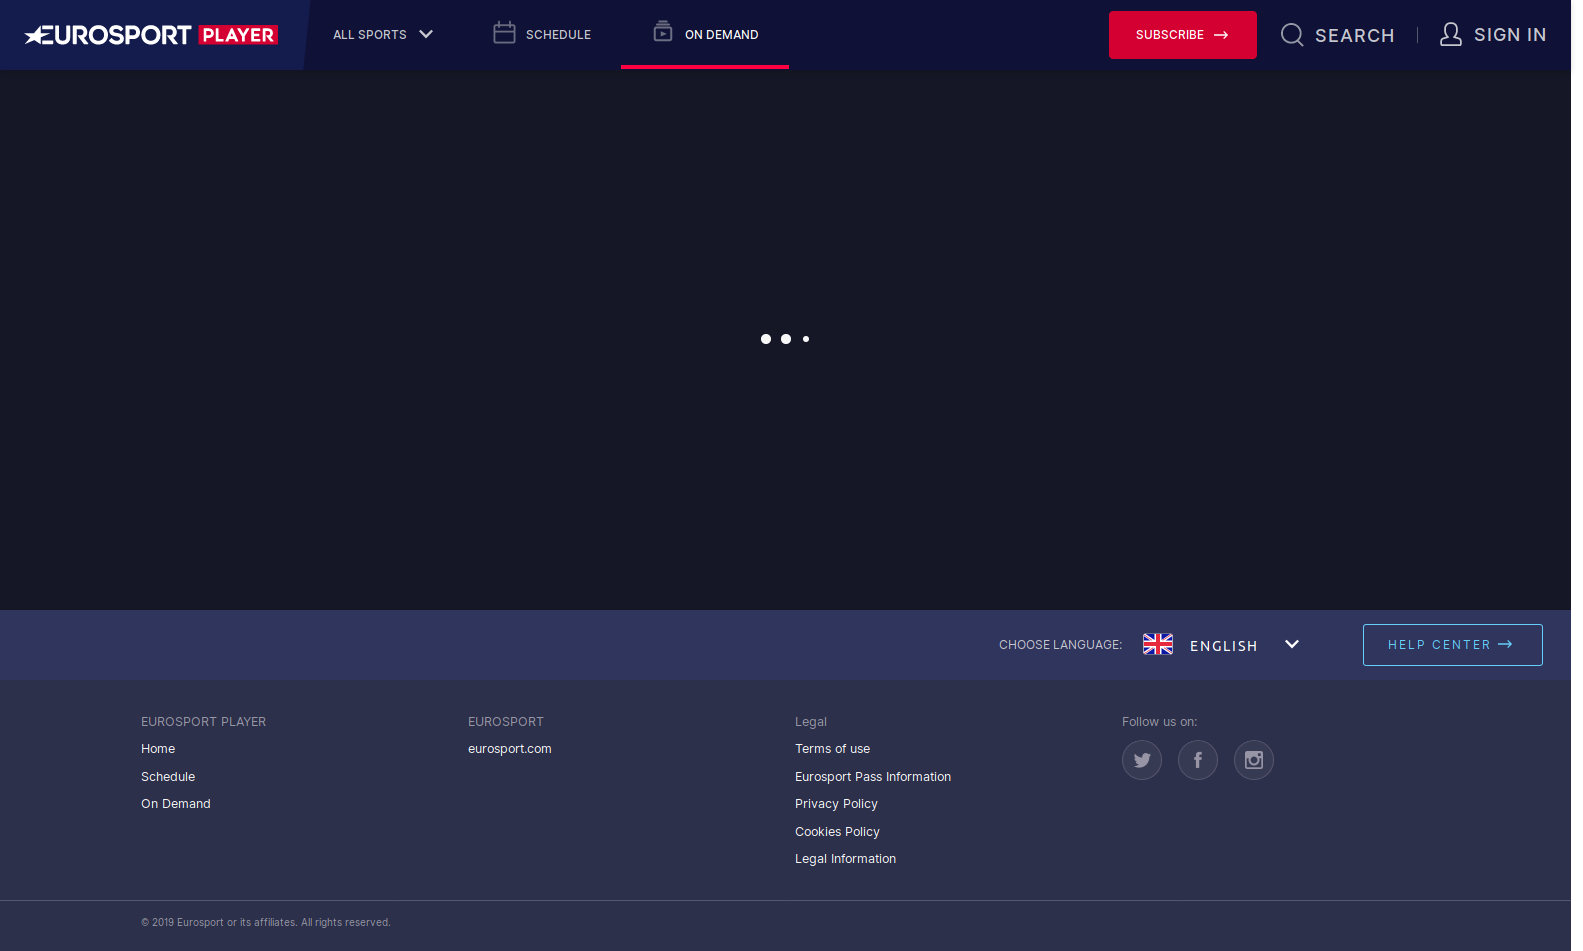 EUROSPORT PLAYER
ALL SPORTS
SCHEDULE
ON DEMAND
SUBSCRIBE
SEARCH
SIGN IN
CHOOSE LANGUAGE:
ENGLISH
HELP CENTER
EUROSPORT PLAYER
Home
Schedule
On Demand
EUROSPORT
eurosport.com
Legal
Terms of use
Eurosport Pass Information
Privacy Policy
Cookies Policy
Legal Information
Follow us on:
© 2019 Eurosport or its affiliates. All rights reserved.